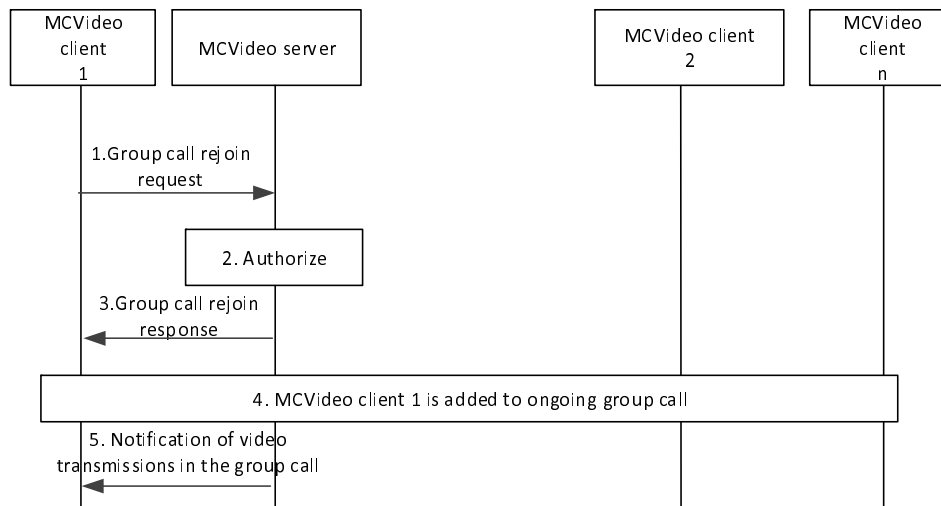 MCVideo
client
1
MCVideo server
MCVideo client
2
MCVideo
client
n
1.Group call rejoin
request
2. Authorize
3.Group call rejoin
response
4. MCVideo client 1 is added to ongoing group call
5. Notification of video
transmissions in the group call